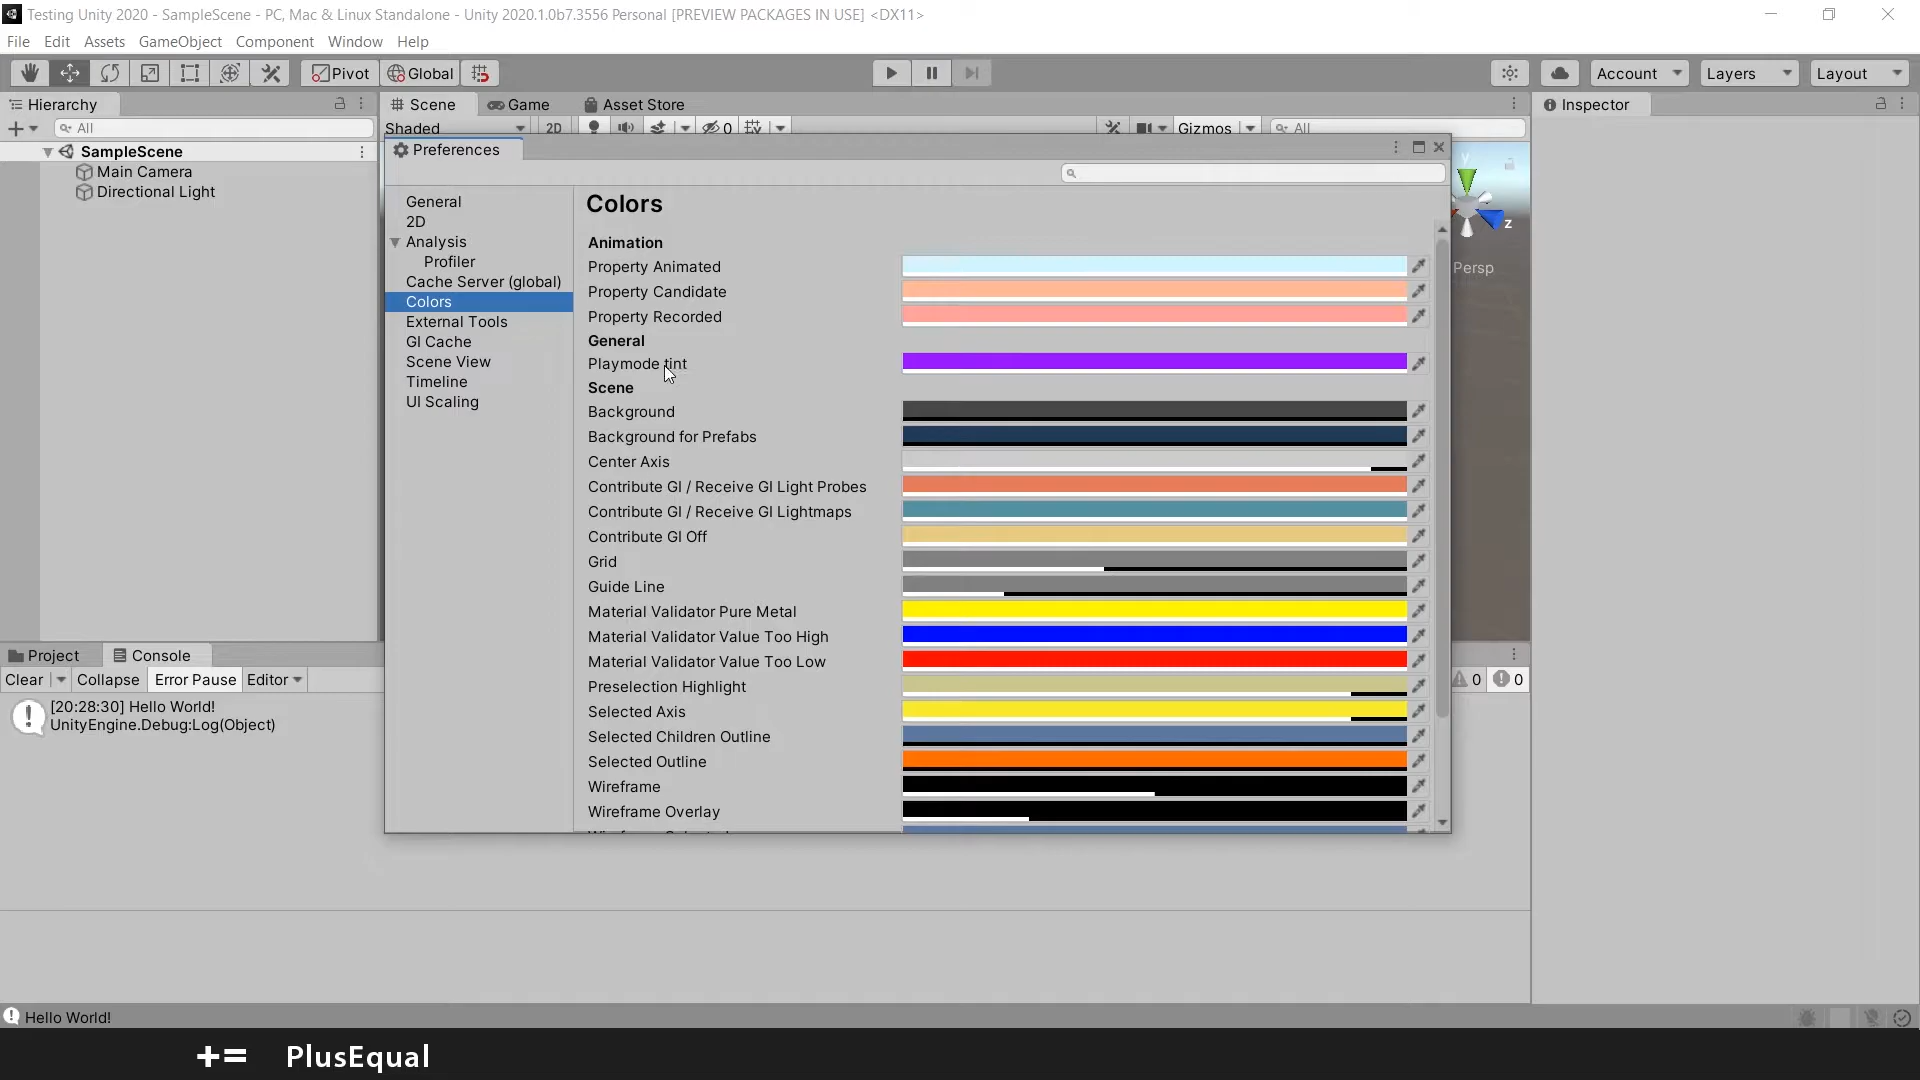 Testing Unity 2020 - SampleScene - PC, Mac & Linux Standalone - Unity 2020.1.0b7.3556 Personal [PREVIEW PACKAGES IN USE] <DX11>
File Edit Assets GameObject Component Window Help
Pivot Global Account Layers Layout
Hierarchy Scene Game Asset Store Inspector
All Shaded 2D 0 Gizmos All
SampleScene
Main Camera
Directional Light
Preferences
General
2D
Analysis
Profiler
Cache Server (global)
Colors
External Tools
GI Cache
Scene View
Timeline
UI Scaling
Colors
Animation
Property Animated
Property Candidate
Property Recorded
General
Playmode tint
Scene
Background
Background for Prefabs
Center Axis
Contribute GI / Receive GI Light Probes
Contribute GI / Receive GI Lightmaps
Contribute GI Off
Grid
Guide Line
Material Validator Pure Metal
Material Validator Value Too High
Material Validator Value Too Low
Preselection Highlight
Selected Axis
Selected Children Outline
Selected Outline
Wireframe
Wireframe Overlay
y
z
Persp
Project Console
Clear Collapse Error Pause Editor 0 0
[20:28:30] Hello World!
UnityEngine.Debug:Log(Object)
Hello World!
+= PlusEqual